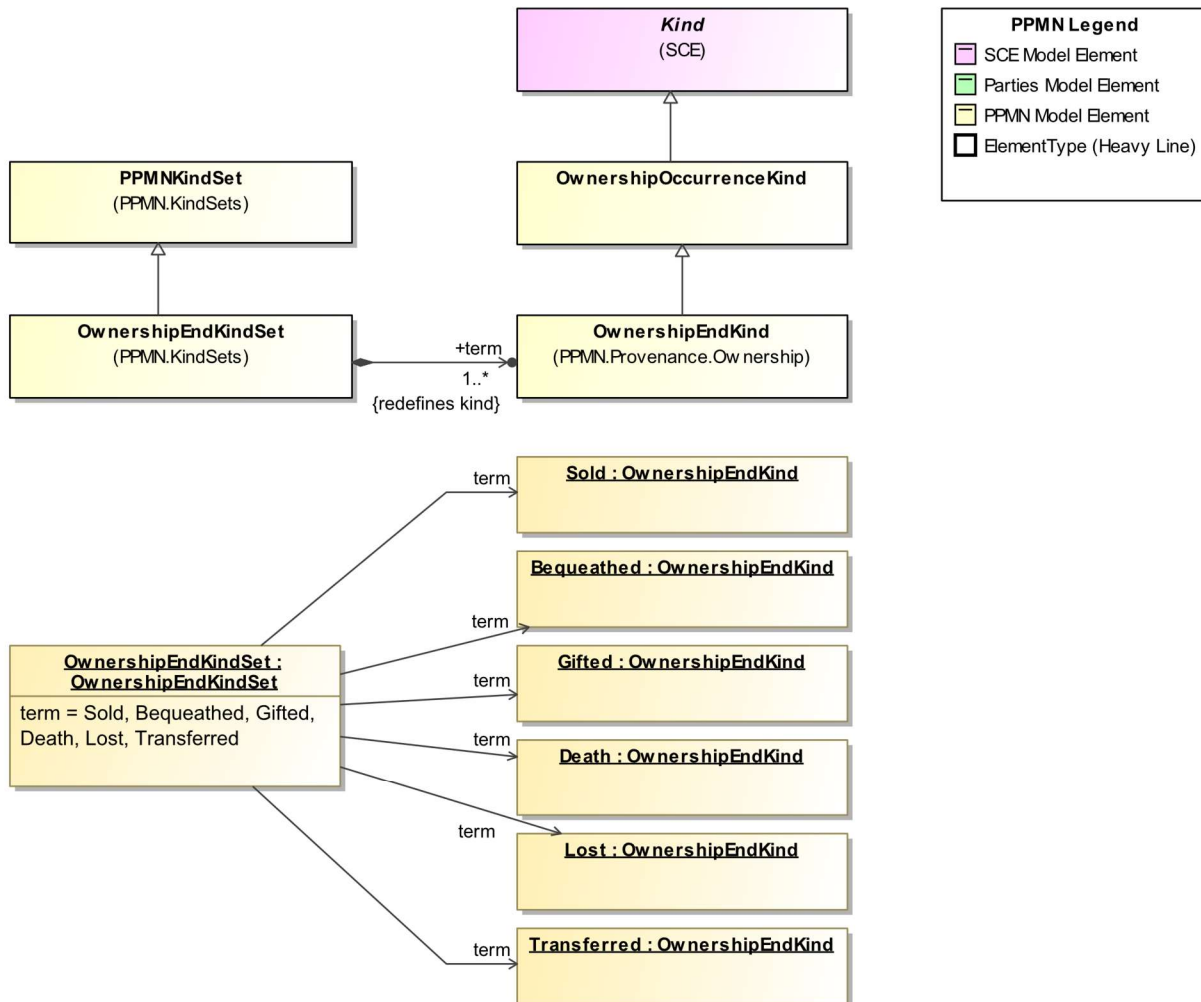 Kind
(SCE)
PPMN Legend
SCE Model Element
Parties Model Element
PPMN Model Element
ElementType (Heavy Line)
PPMNKindSet
(PPMN.KindSets)
OwnershipOccurrenceKind
OwnershipEndKindSet
(PPMN.KindSets)
+term
1..*
{redefines kind}
OwnershipEndKind
(PPMN.Provenance.Ownership)
term
Sold : OwnershipEndKind
Bequeathed : OwnershipEndKind
term
OwnershipEndKindSet :
OwnershipEndKindSet
term = Sold, Bequeathed, Gifted,
Death, Lost, Transferred
Gifted : OwnershipEndKind
term
term
Death : OwnershipEndKind
term
Lost : OwnershipEndKind
term
Transferred : OwnershipEndKind